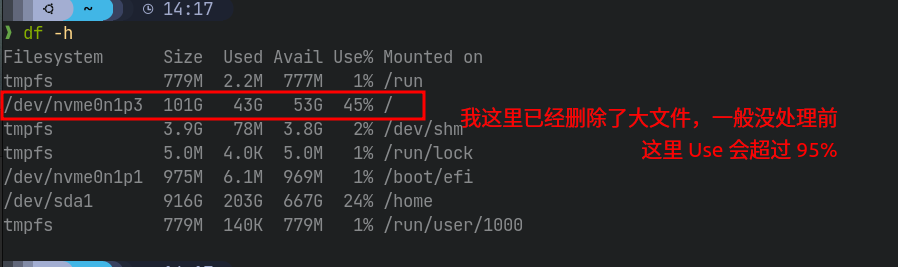 ~ 14:17
❯ df -h
Filesystem      Size  Used Avail Use% Mounted on
tmpfs           779M  2.2M  777M   1% /run
/dev/nvme0n1p3  101G   43G   53G  45% /
tmpfs           3.9G   78M  3.8G   2% /dev/shm
tmpfs           5.0M  4.0K  5.0M   1% /run/lock
/dev/nvme0n1p1  975M  6.1M  969M   1% /boot/efi
/dev/sda1       916G  203G  667G  24% /home
tmpfs           779M  140K  779M   1% /run/user/1000
我这里已经删除了大文件，一般没处理前
这里 Use 会超过 95%